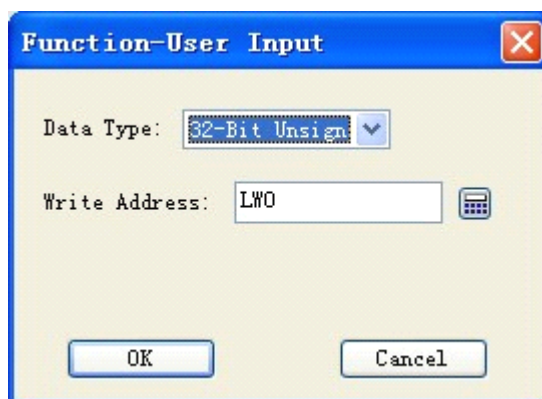 Function-User Input
Data Type: 32-Bit Unsign
Write Address: LW0
OK Cancel